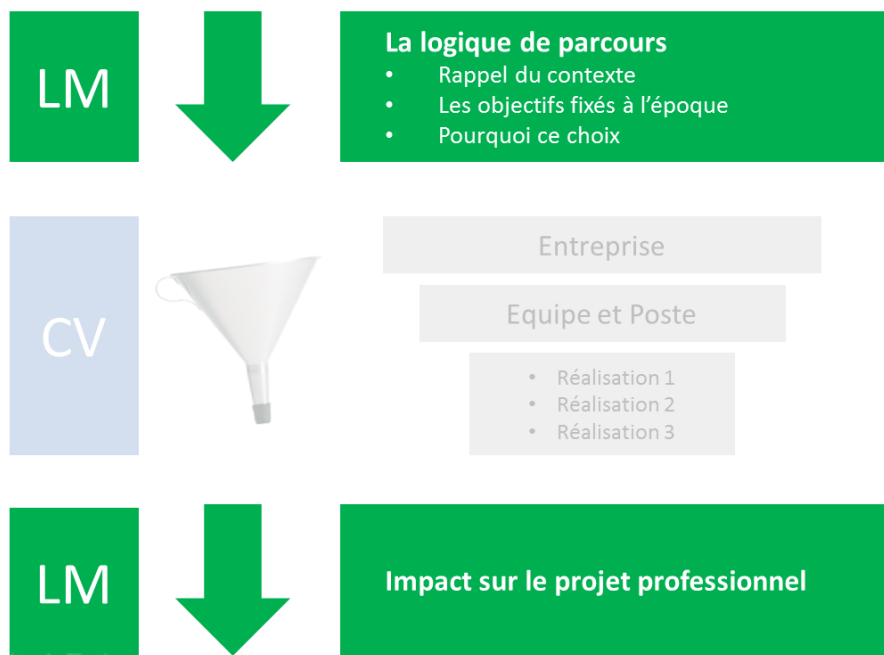 LM
La logique de parcours
• Rappel du contexte
• Les objectifs fixés à l'époque
• Pourquoi ce choix
CV
Entreprise
Equipe et Poste
• Réalisation 1
• Réalisation 2
• Réalisation 3
LM
Impact sur le projet professionnel